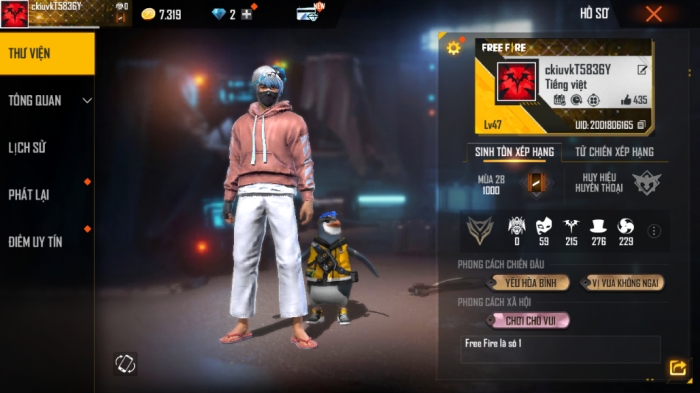 ckiuvkT5836Y
0
7.319
2
NEW
HỒ SƠ
THƯ VIỆN
TỔNG QUAN
LỊCH SỬ
PHÁT LẠI
ĐIỂM UY TÍN
FREE FIRE
ckiuvkT5836Y
Tiếng việt
435
Lv47
UID: 2001806165
SINH TỒN XẾP HẠNG
TỬ CHIẾN XẾP HẠNG
MÙA 28
1000
HUY HIỆU
HUYỀN THOẠI
0 59 215 276 229
PHONG CÁCH CHIẾN ĐẤU
YÊU HÒA BÌNH
VỊ VUA KHÔNG NGAI
PHONG CÁCH XÃ HỘI
CHƠI CHO VUI
Free Fire là số 1